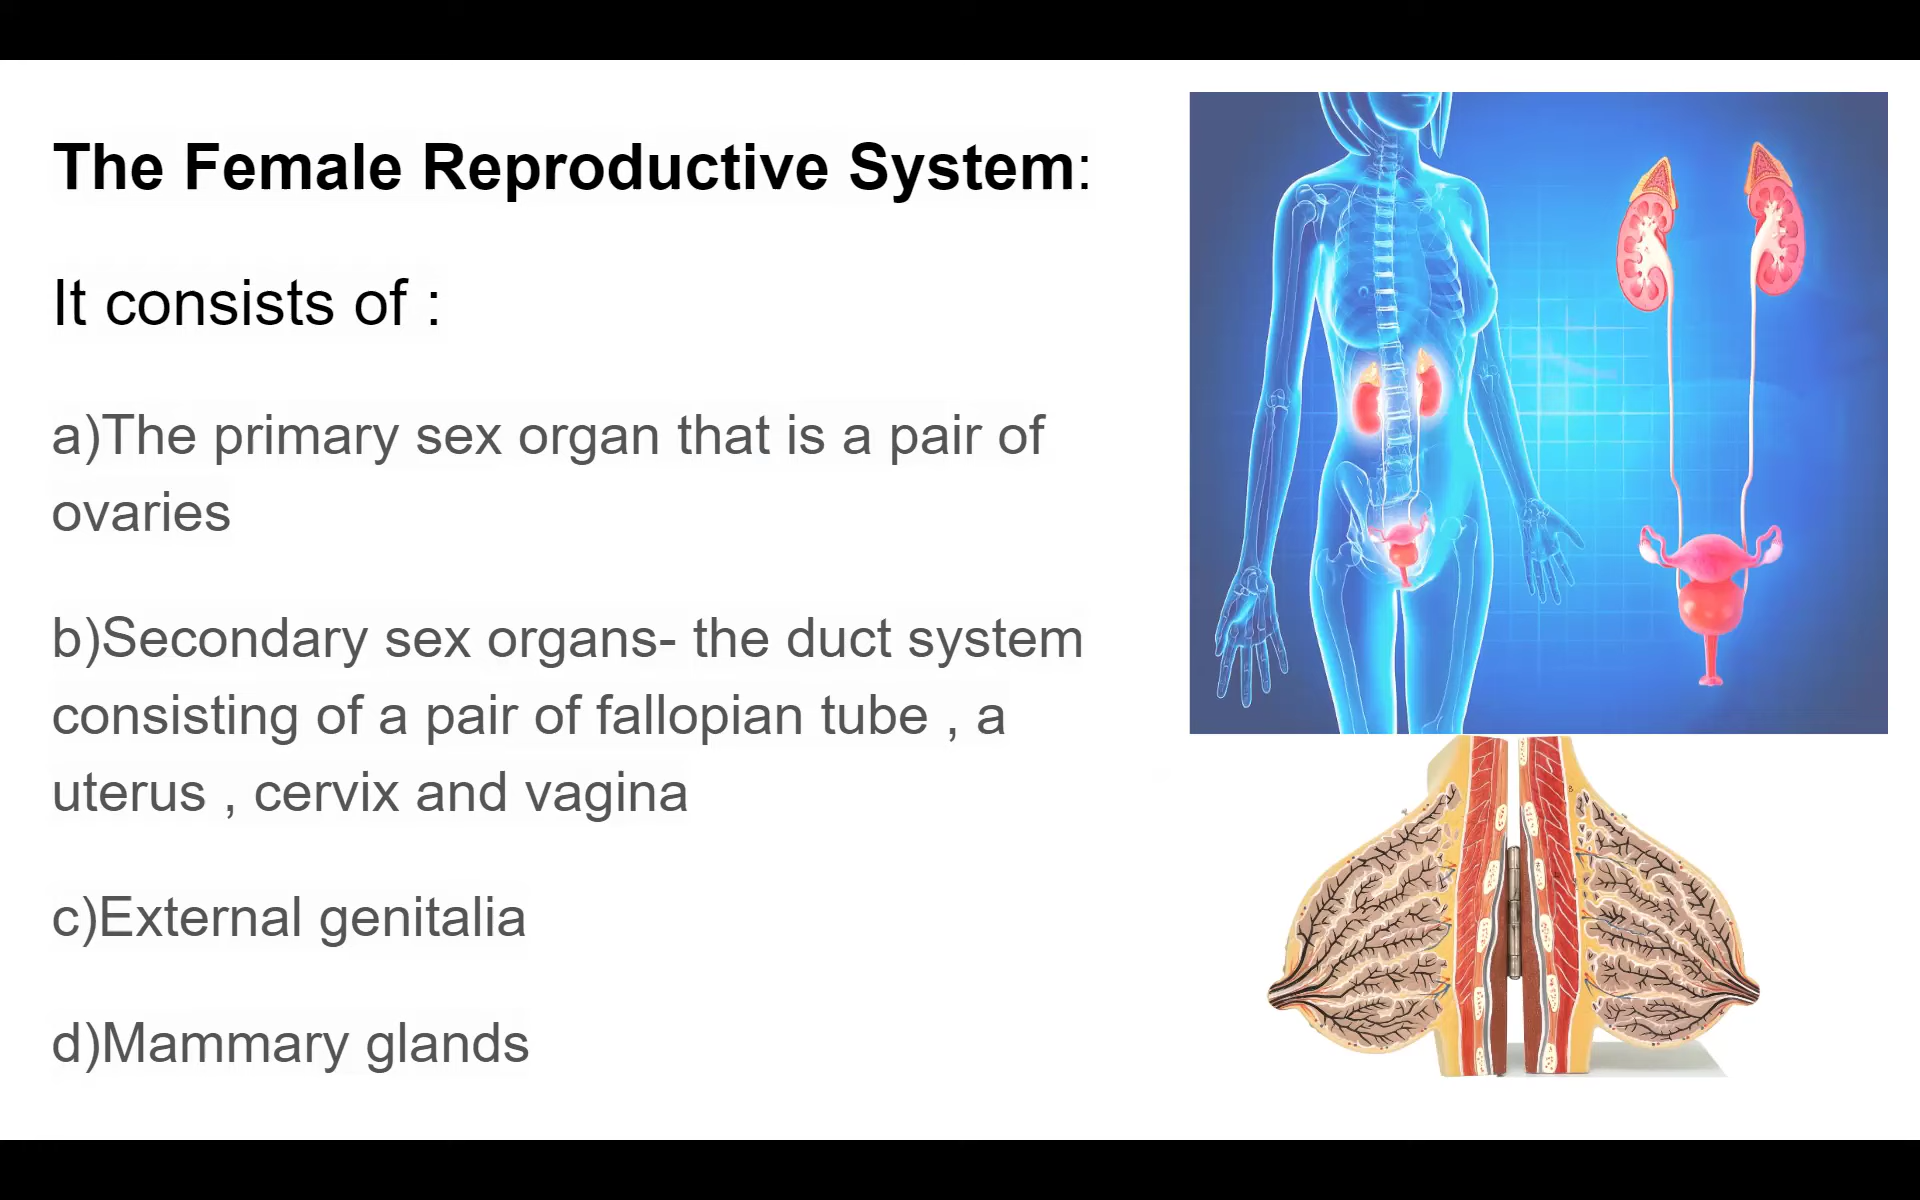 The Female Reproductive System:
It consists of :
a)The primary sex organ that is a pair of
ovaries
b)Secondary sex organs- the duct system
consisting of a pair of fallopian tube , a
uterus , cervix and vagina
c)External genitalia
d)Mammary glands